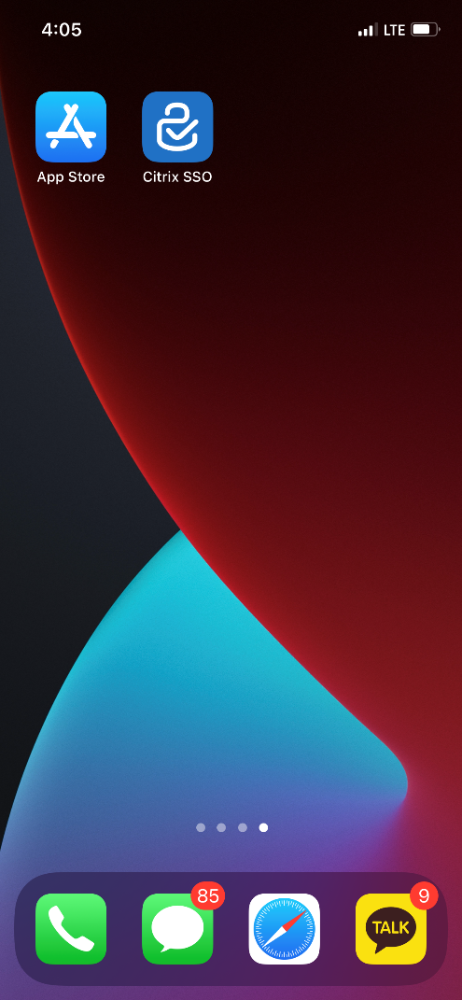 4:05 LTE
App Store Citrix SSO
85 9
TALK